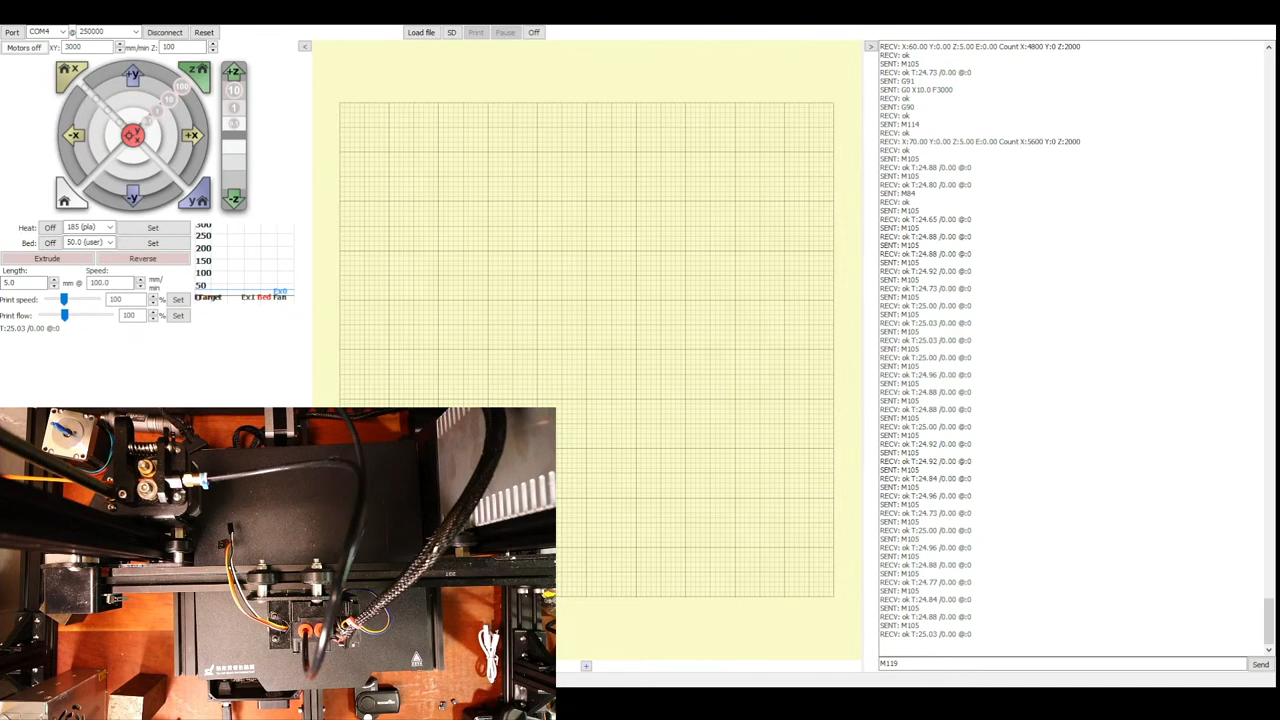 Port COM4 @ 250000 Disconnect Reset
Load file SD Print Pause Off
Motors off XY: 3000 mm/min Z: 100
< >
x z
+z
+y
100
10
1
10
1
-x y x +x
-y
y
-z
Heat: Off 185 (pla) Set
Bed: Off 50.0 (user) Set
Extrude Reverse
Length: Speed:
5.0 mm @ 100.0 mm/
min
Print speed: 100 % Set
Print flow: 100 % Set
T:25.03 /0.00 @:0
300
250
200
150
100
50
Ex0
Target Ex1 Bed Fan
RECV: X:60.00 Y:0.00 Z:5.00 E:0.00 Count X:4800 Y:0 Z:2000
RECV: ok
SENT: M105
RECV: ok T:24.73 /0.00 @:0
SENT: G91
SENT: G0 X10.0 F3000
RECV: ok
SENT: G90
RECV: ok
SENT: M114
RECV: ok
RECV: X:70.00 Y:0.00 Z:5.00 E:0.00 Count X:5600 Y:0 Z:2000
RECV: ok
SENT: M105
RECV: ok T:24.88 /0.00 @:0
SENT: M105
RECV: ok T:24.80 /0.00 @:0
SENT: M84
RECV: ok
SENT: M105
RECV: ok T:24.65 /0.00 @:0
SENT: M105
RECV: ok T:24.88 /0.00 @:0
SENT: M105
RECV: ok T:24.88 /0.00 @:0
SENT: M105
RECV: ok T:24.92 /0.00 @:0
SENT: M105
RECV: ok T:24.73 /0.00 @:0
SENT: M105
RECV: ok T:25.00 /0.00 @:0
SENT: M105
RECV: ok T:25.03 /0.00 @:0
SENT: M105
RECV: ok T:25.03 /0.00 @:0
SENT: M105
RECV: ok T:25.00 /0.00 @:0
SENT: M105
RECV: ok T:24.96 /0.00 @:0
SENT: M105
RECV: ok T:24.88 /0.00 @:0
SENT: M105
RECV: ok T:24.88 /0.00 @:0
SENT: M105
RECV: ok T:25.00 /0.00 @:0
SENT: M105
RECV: ok T:24.92 /0.00 @:0
SENT: M105
RECV: ok T:24.92 /0.00 @:0
SENT: M105
RECV: ok T:24.84 /0.00 @:0
SENT: M105
RECV: ok T:24.96 /0.00 @:0
SENT: M105
RECV: ok T:24.73 /0.00 @:0
SENT: M105
RECV: ok T:25.00 /0.00 @:0
SENT: M105
RECV: ok T:24.96 /0.00 @:0
SENT: M105
RECV: ok T:24.88 /0.00 @:0
SENT: M105
RECV: ok T:24.77 /0.00 @:0
SENT: M105
RECV: ok T:24.84 /0.00 @:0
SENT: M105
RECV: ok T:24.88 /0.00 @:0
SENT: M105
RECV: ok T:25.03 /0.00 @:0
M119 Send
+